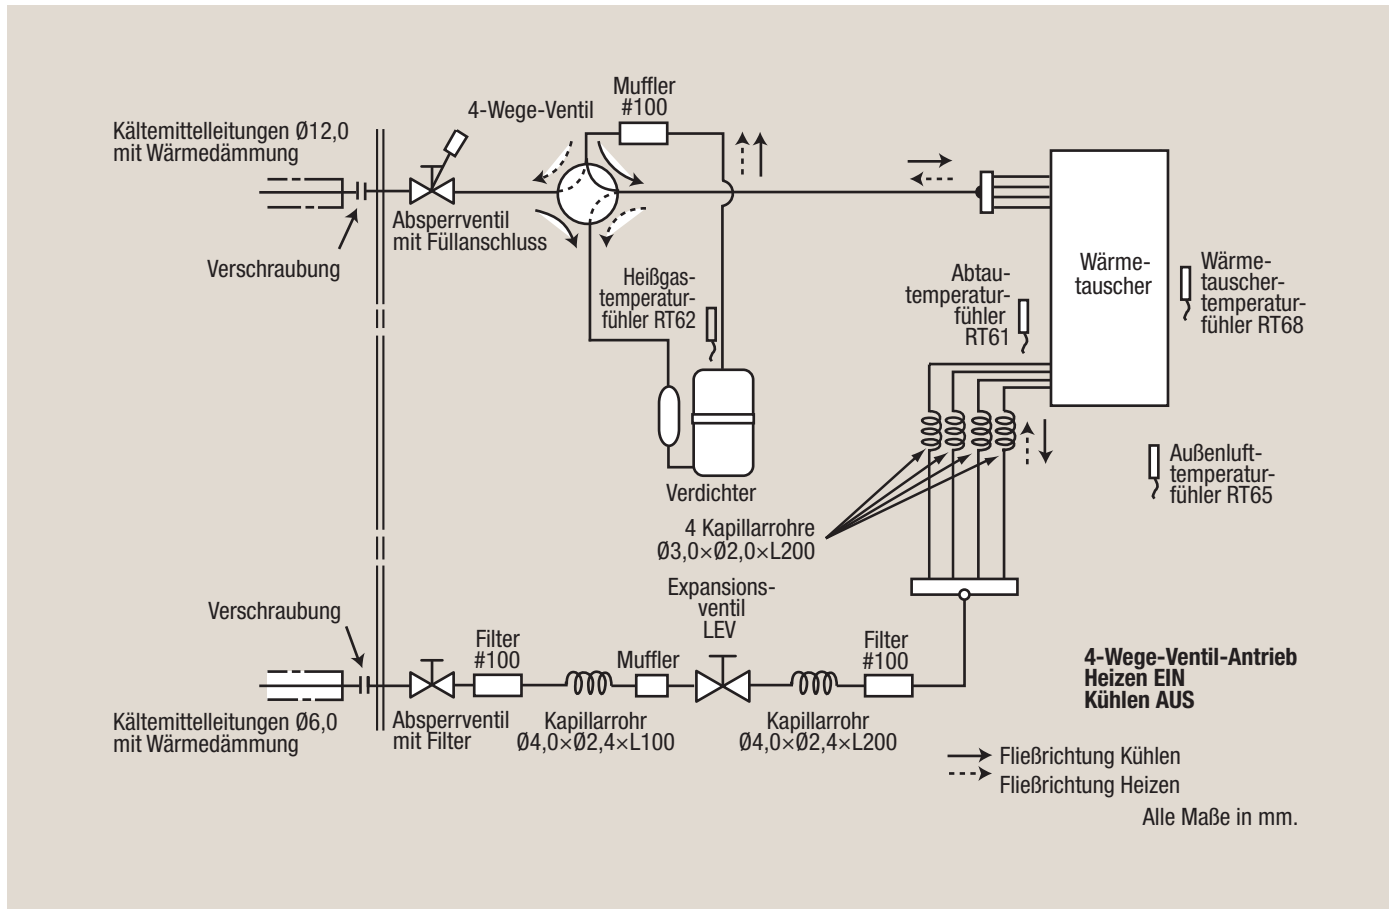 Muffler
#100
4-Wege-Ventil
Kältemittelleitungen Ø12,0
mit Wärmedämmung
Absperrventil
mit Füllanschluss
Verschraubung
Heißgas-
temperatur-
fühler RT62
Abtau-
temperatur-
fühler
RT61
Wärme-
tauscher
Wärme-
tauscher-
temperatur-
fühler RT68
Außenluft-
temperatur-
fühler RT65
Verdichter
4 Kapillarrohre
Ø3,0×Ø2,0×L200
Expansions-
ventil
LEV
Verschraubung
Filter
#100
Muffler
Filter
#100
Kältemittelleitungen Ø6,0
mit Wärmedämmung
Absperrventil
mit Filter
Kapillarrohr
Ø4,0×Ø2,4×L100
Kapillarrohr
Ø4,0×Ø2,4×L200
4-Wege-Ventil-Antrieb
Heizen EIN
Kühlen AUS
Fließrichtung Kühlen
Fließrichtung Heizen
Alle Maße in mm.